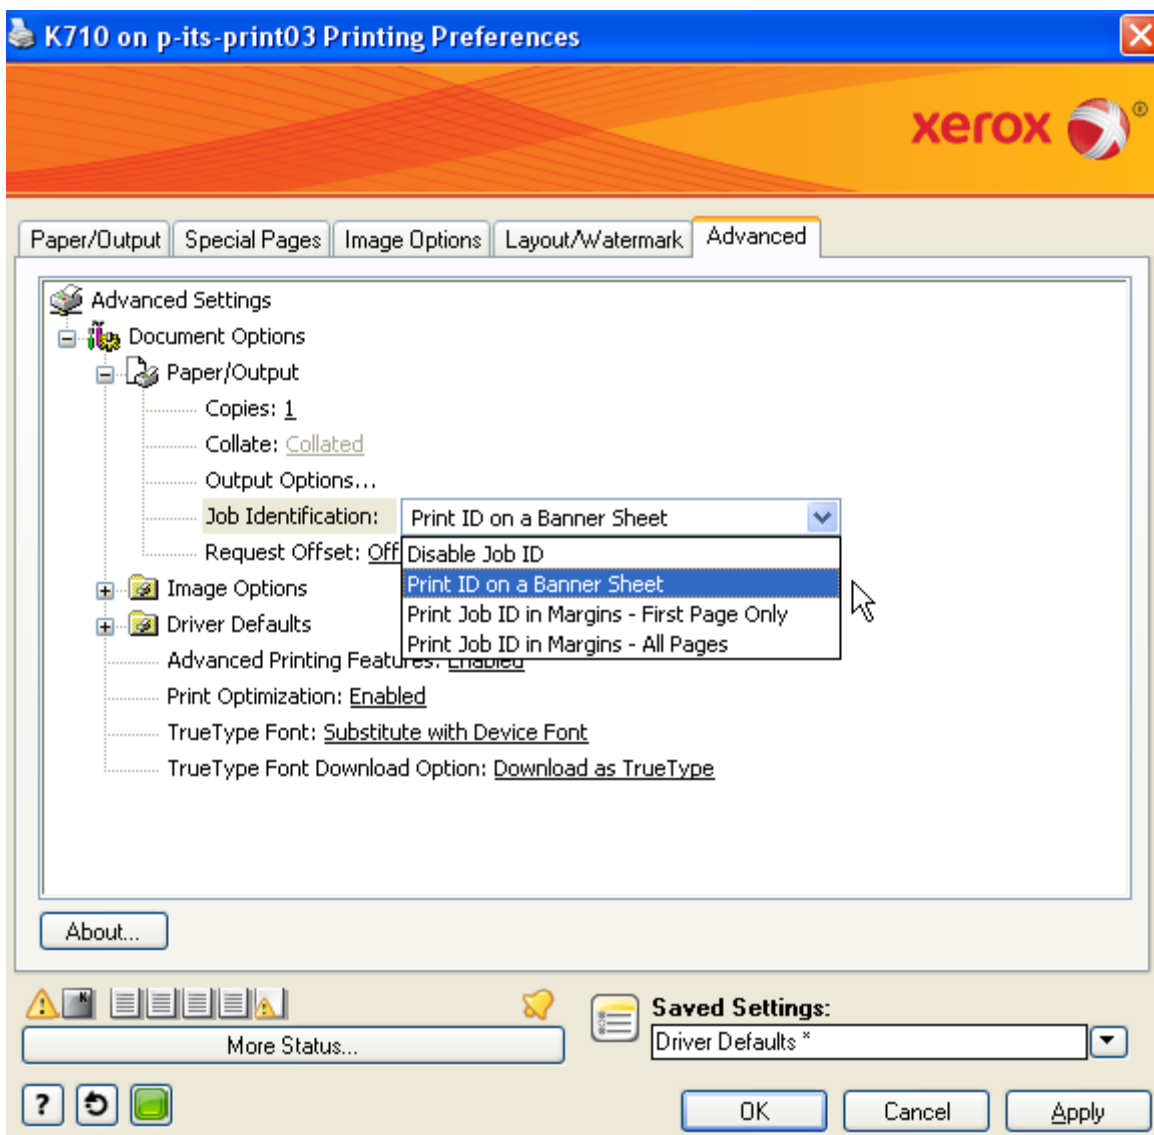 K710 on p-its-print03 Printing Preferences
xerox ®
Paper/Output Special Pages Image Options Layout/Watermark Advanced
Advanced Settings
Document Options
Paper/Output
Copies: 1
Collate: Collated
Output Options...
Job Identification: Print ID on a Banner Sheet
Request Offset: Off
Disable Job ID
Print ID on a Banner Sheet
Print Job ID in Margins - First Page Only
Print Job ID in Margins - All Pages
Image Options
Driver Defaults
Advanced Printing Features: Enabled
Print Optimization: Enabled
TrueType Font: Substitute with Device Font
TrueType Font Download Option: Download as TrueType
About...
K
More Status...
Saved Settings:
Driver Defaults *
?
OK Cancel Apply